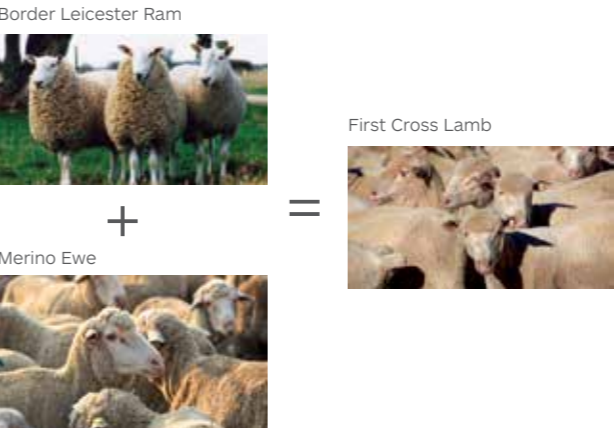 Border Leicester Ram
First Cross Lamb
+
=
Merino Ewe